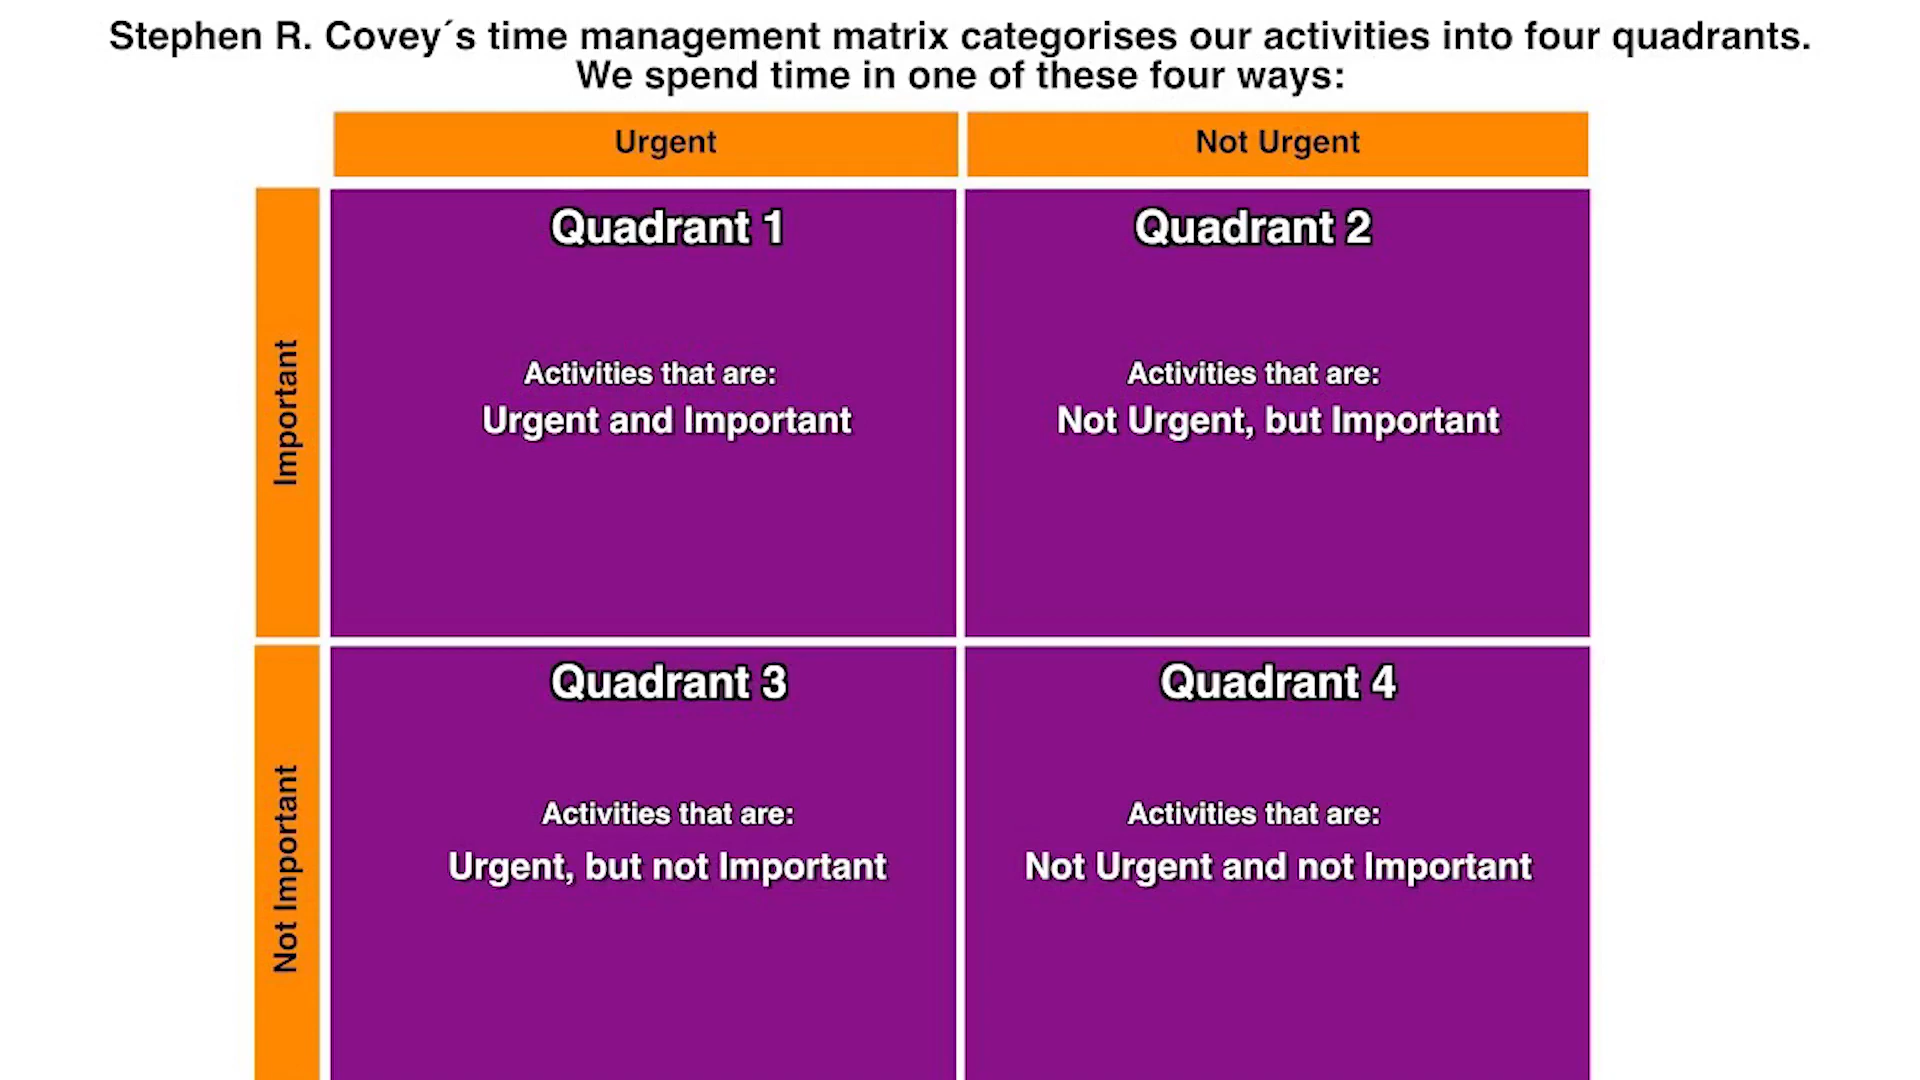 Stephen R. Covey´s time management matrix categorises our activities into four quadrants.
We spend time in one of these four ways:
Urgent
Not Urgent
Important
Quadrant 1
Activities that are:
Urgent and Important
Quadrant 2
Activities that are:
Not Urgent, but Important
Not Important
Quadrant 3
Activities that are:
Urgent, but not Important
Quadrant 4
Activities that are:
Not Urgent and not Important